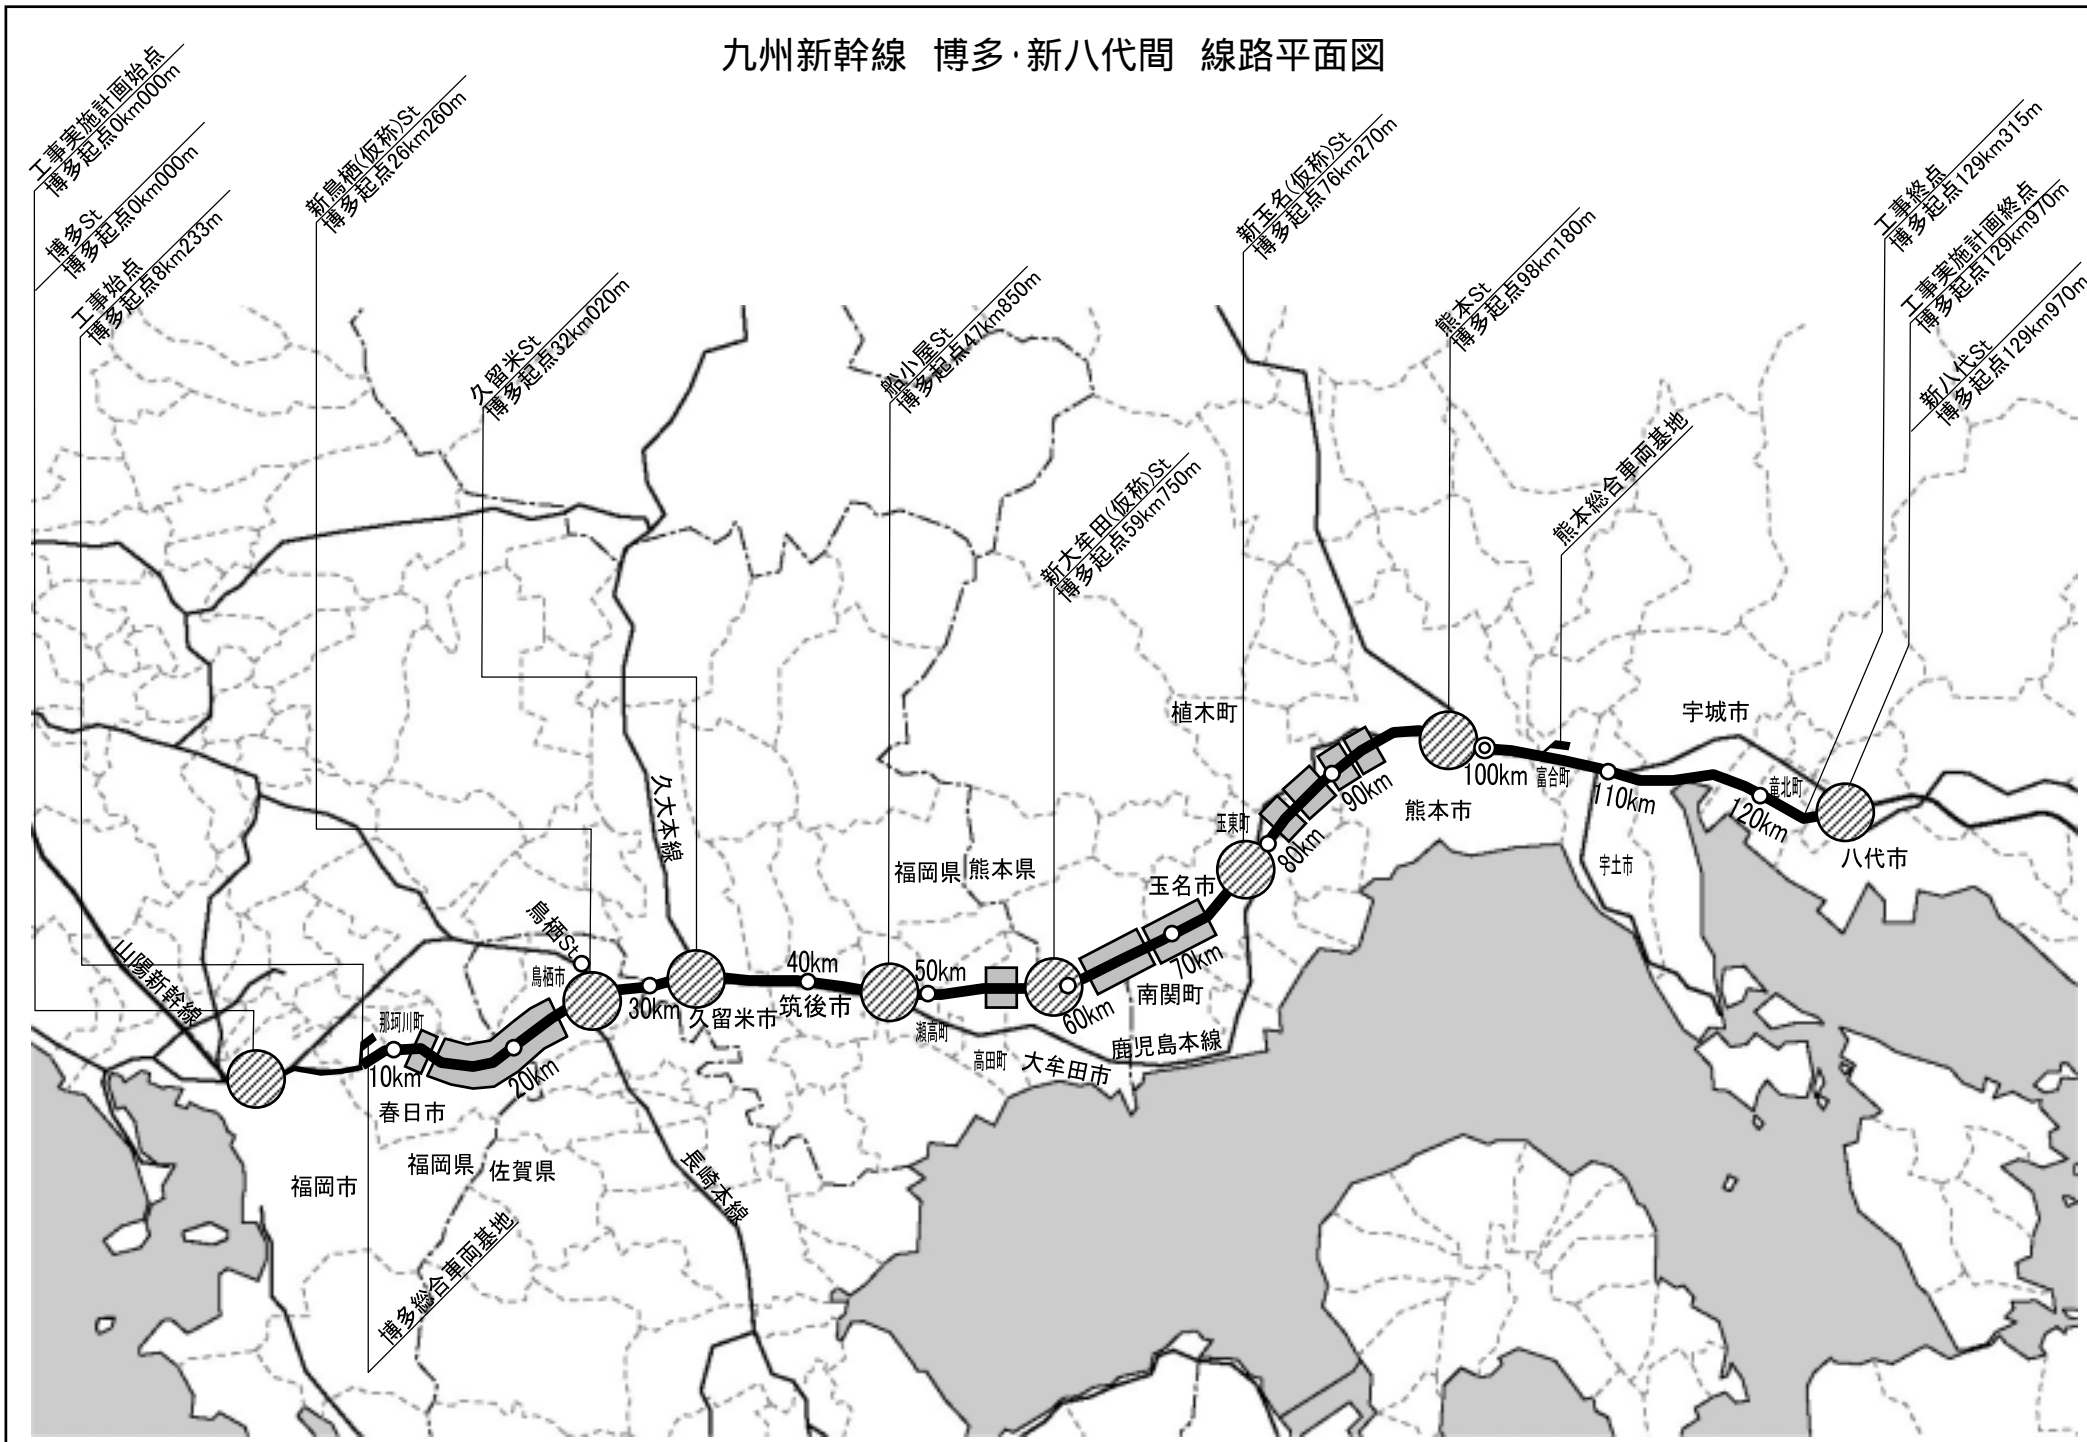 九州新幹線 博多・新八代間 線路平面図
工事実施計画始点
博多起点0km000m
博多St
博多起点0km000m
工事始点
博多起点8km233m
新鳥栖(仮称)St
博多起点26km260m
久留米St
博多起点32km020m
船小屋St
博多起点47km850m
新大牟田(仮称)St
博多起点59km750m
新玉名(仮称)St
博多起点76km270m
熊本St
博多起点98km180m
熊本総合車両基地
工事終点
博多起点129km315m
工事実施計画終点
博多起点129km970m
新八代St
博多起点129km970m
植木町
宇城市
100km
富合町
110km
竜北町
120km
八代市
宇土市
熊本市
90km
玉東町
80km
久大本線
福岡県
熊本県
玉名市
70km
南関町
60km
鹿児島本線
大牟田市
高田町
瀬高町
50km
40km
筑後市
久留米市
30km
鳥栖St
鳥栖市
山陽新幹線
那珂川町
10km
20km
春日市
福岡市
福岡県
佐賀県
長崎本線
博多総合車両基地